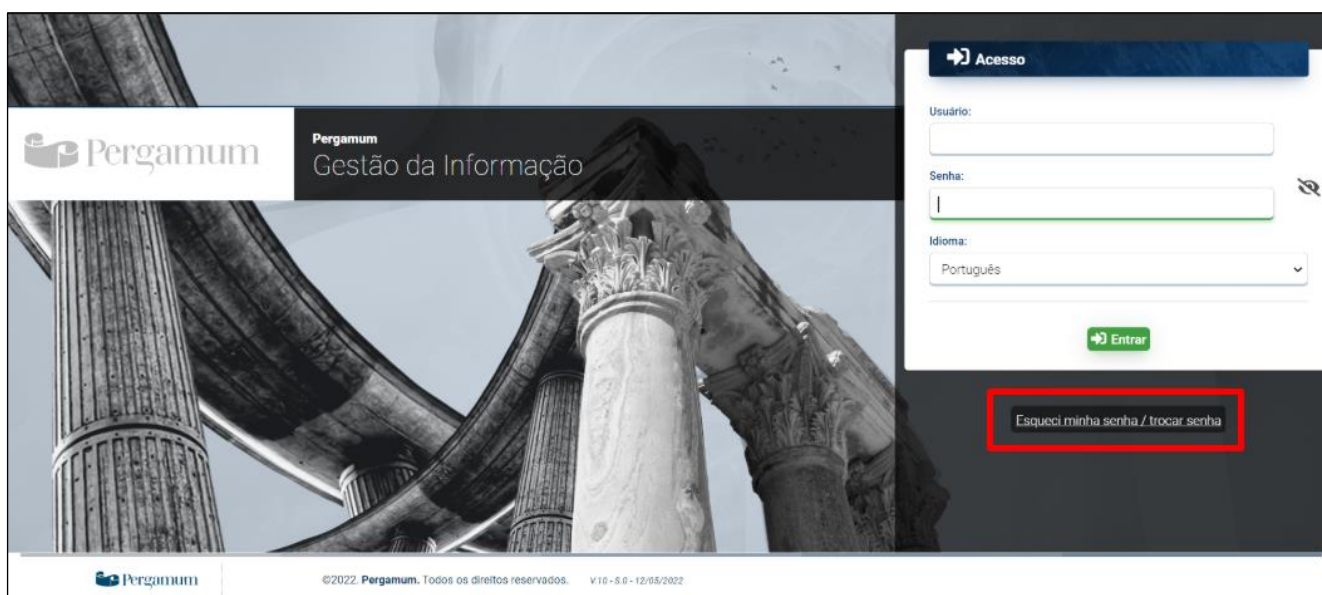 Acesso
Usuário:
Pergamum
Pergamum
Gestão da Informação
Senha:
Idioma:
Português
Entrar
Esqueci minha senha / trocar senha
Pergamum
©2022. Pergamum. Todos os direitos reservados.
V.10 - S.0 - 12/05/2022